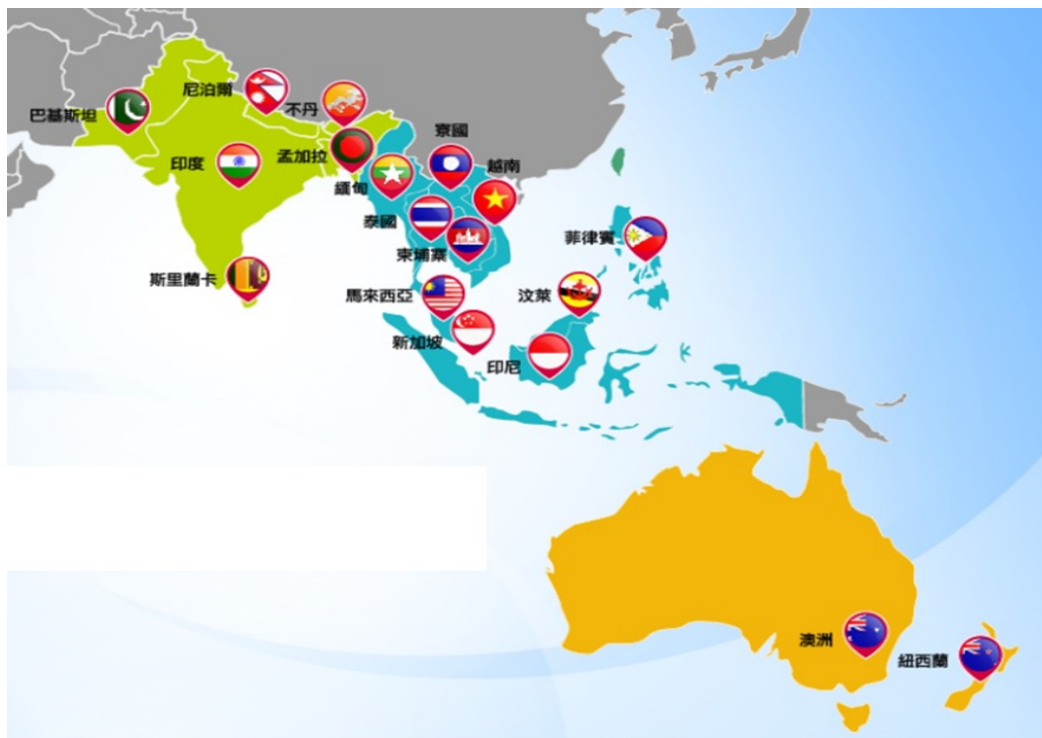 尼泊爾
不丹
巴基斯坦
寮國
孟加拉
印度
越南
緬甸
泰國
菲律賓
柬埔寨
斯里蘭卡
馬來西亞
汶萊
新加坡
印尼
澳洲
紐西蘭